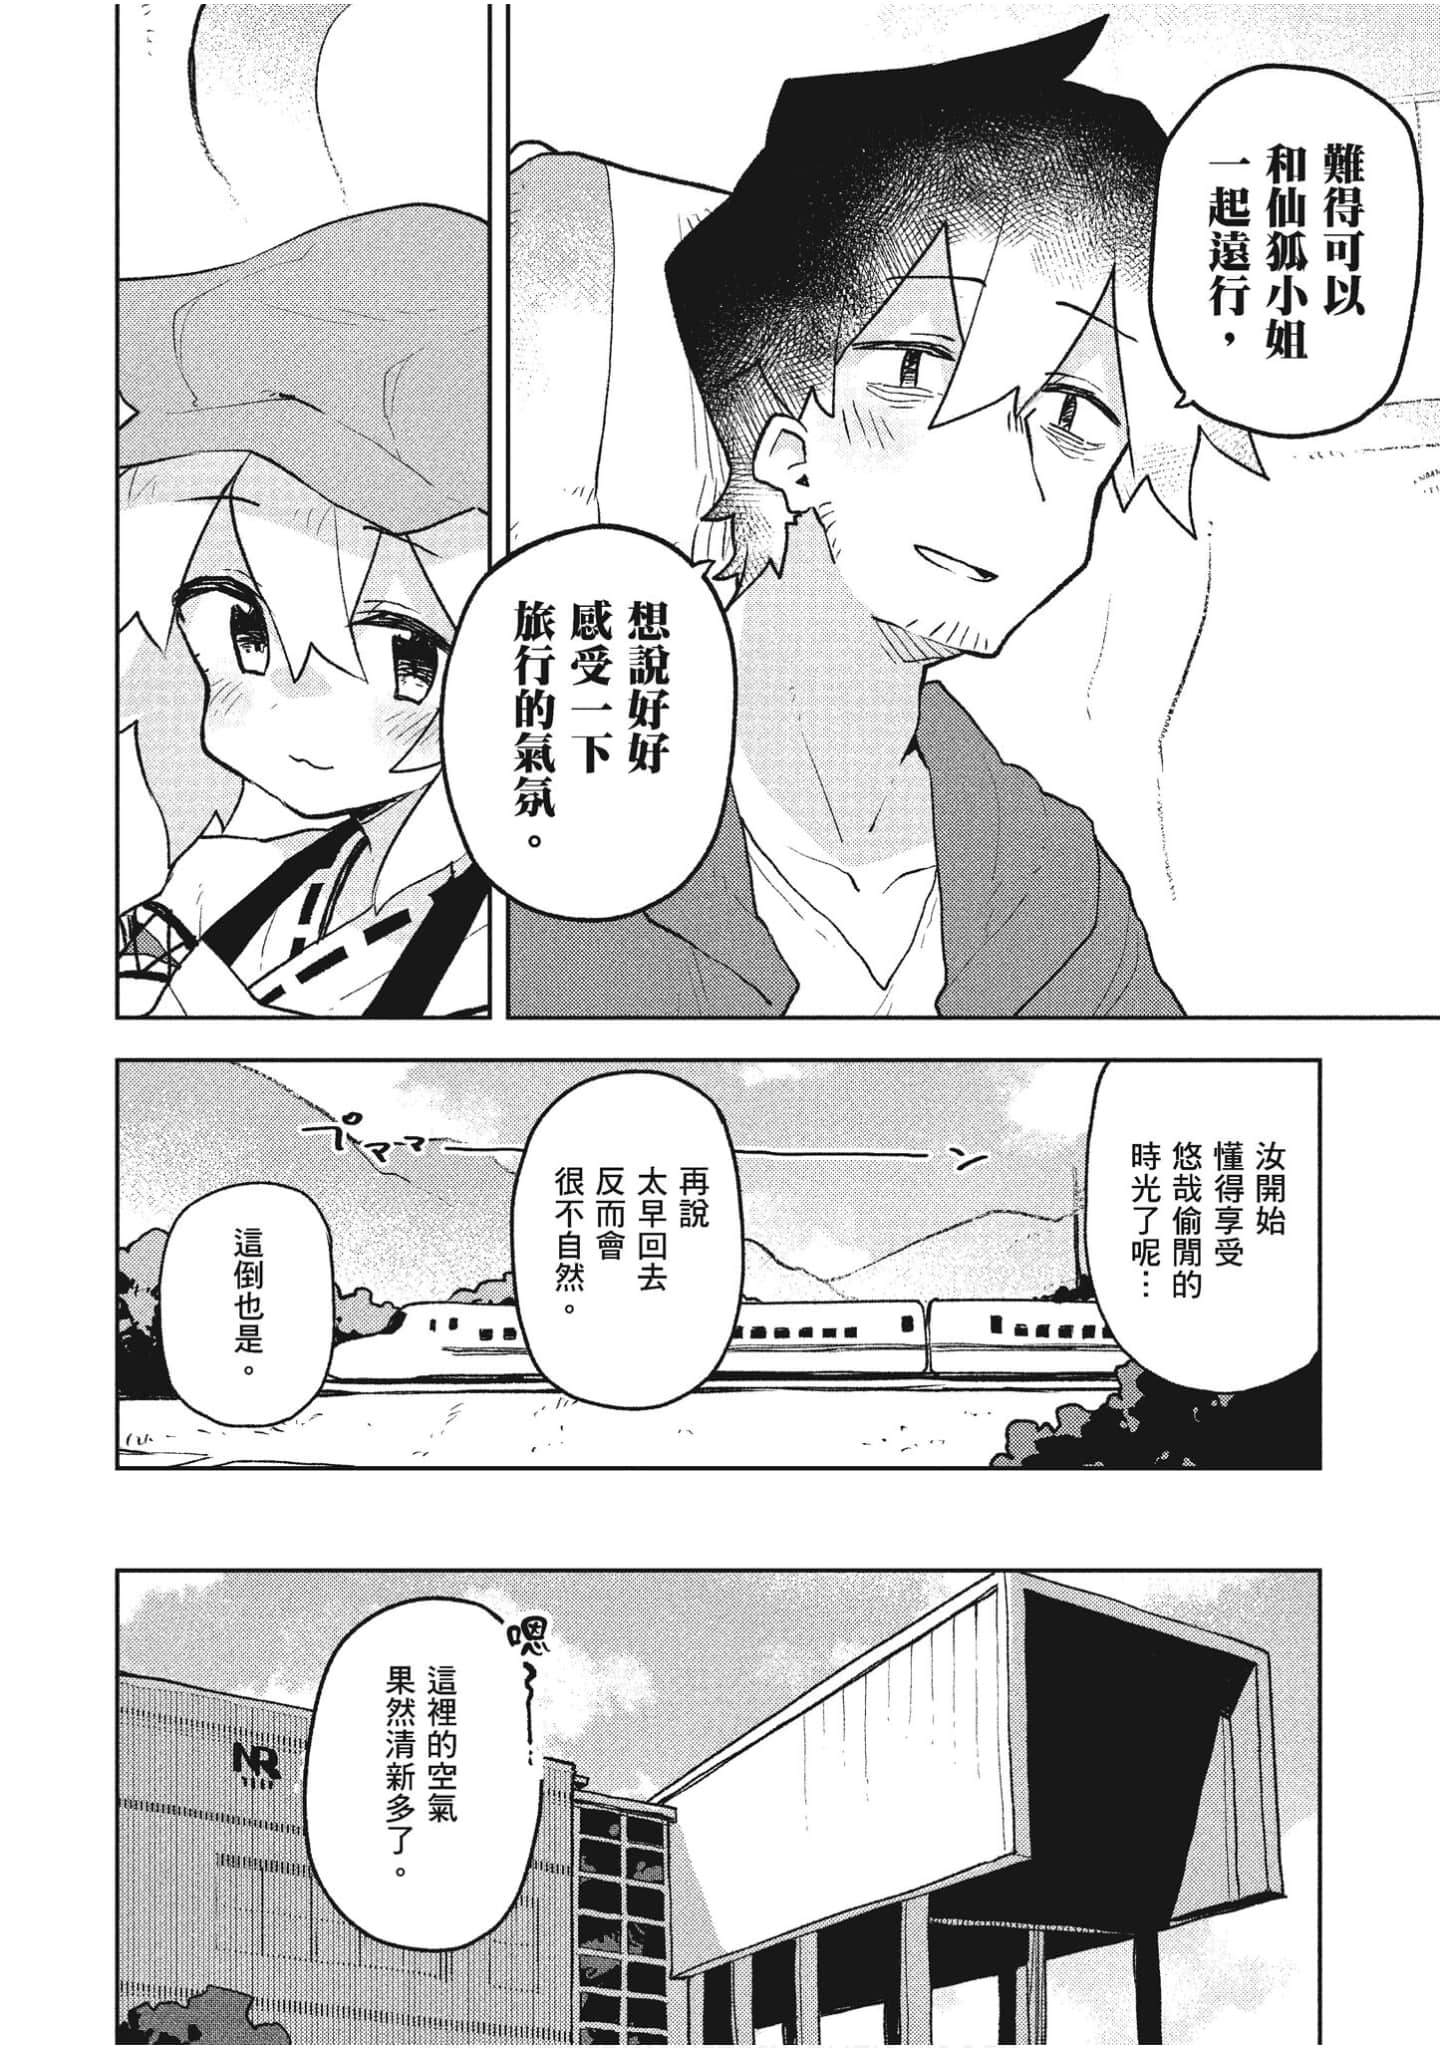 難得可以
和仙狐小姐
一起遠行，
想說好好
感受一下
旅行的氣氛。
汝開始
懂得享受
悠哉偷閒的
時光了呢…
プァァァーーン
再說
太早回去
反而會
很不自然。
這倒也是。
嗯～
這裡的空氣
果然清新多了。
NR